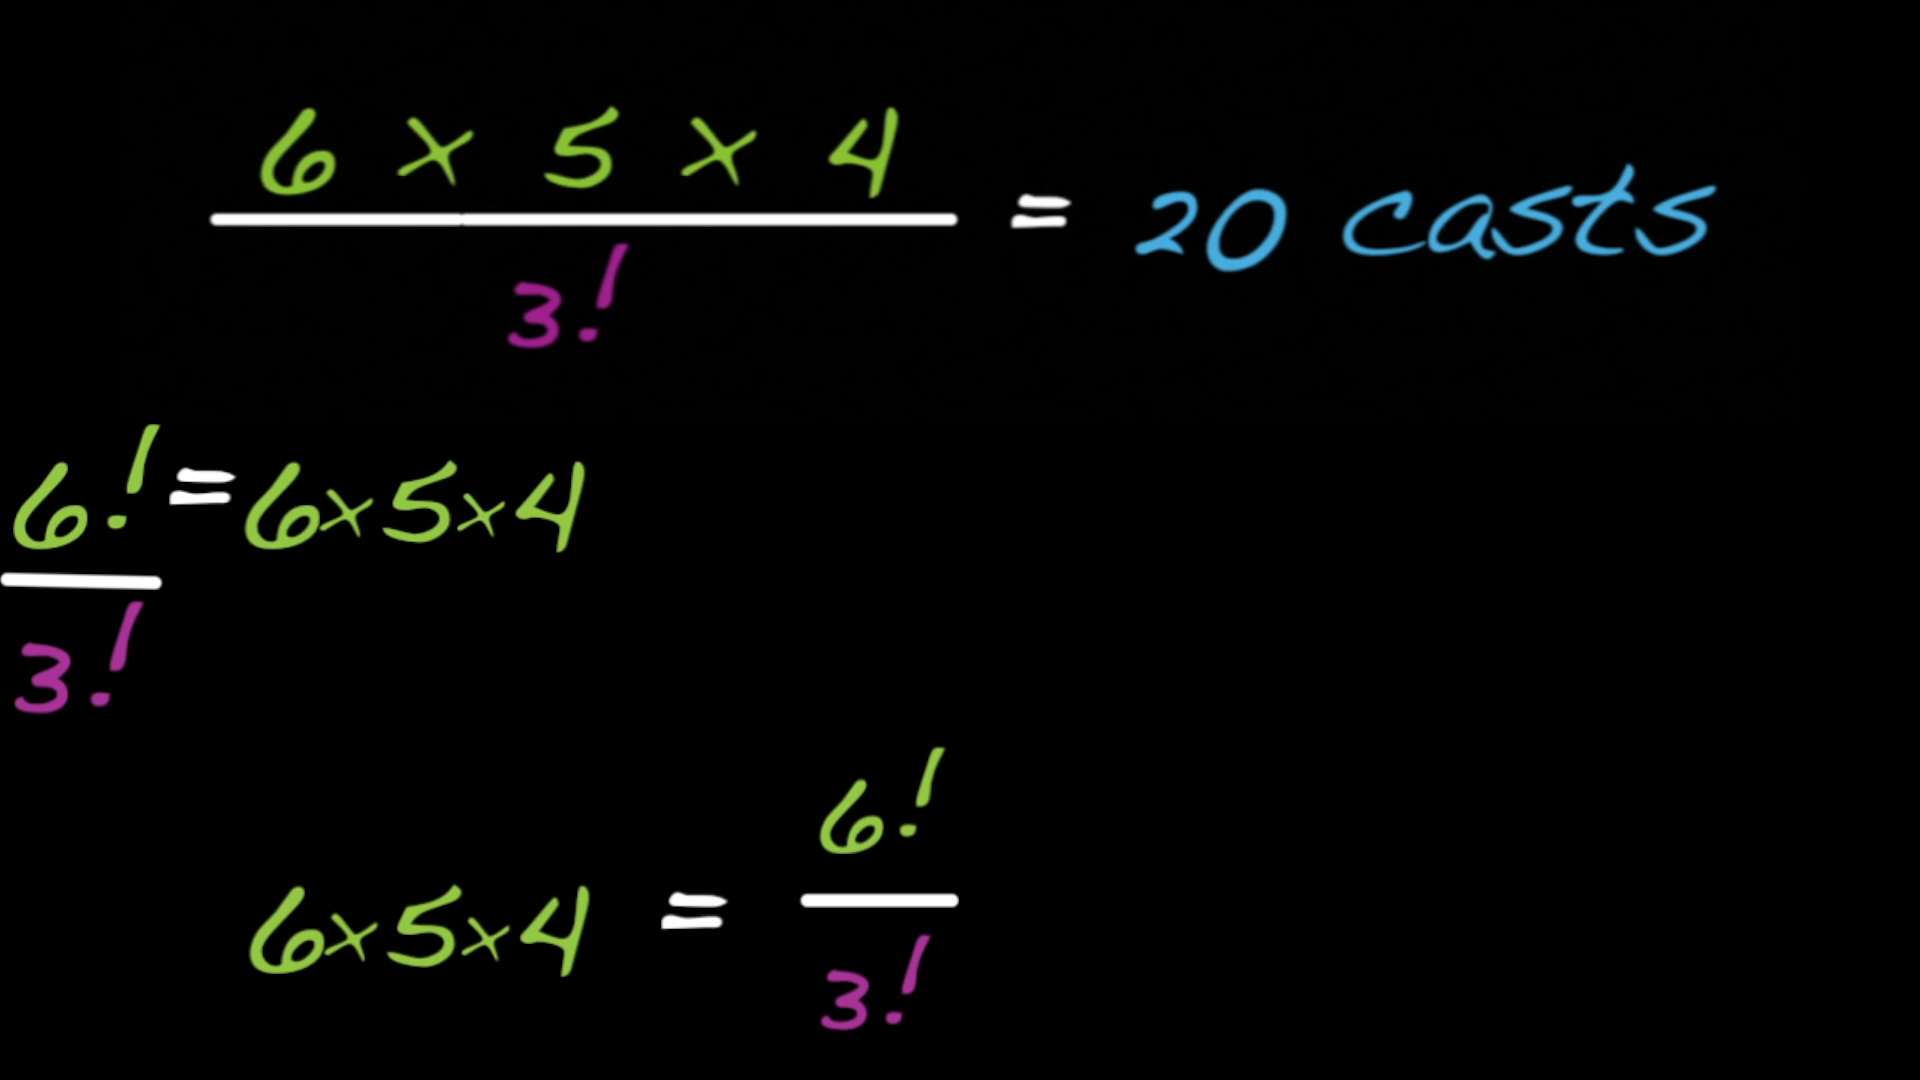 6 × 5 × 4
3!
= 20 casts
6! = 6×5×4
3!
6!
6×5×4 =
3!